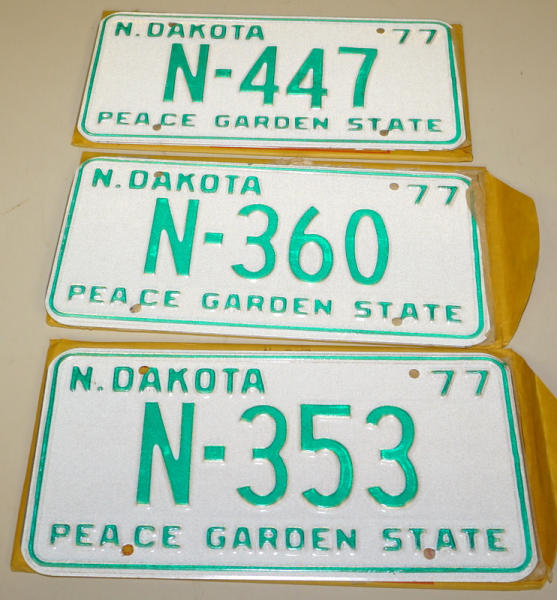 N. DAKOTA 77
N-447
PEACE GARDEN STATE
N. DAKOTA 77
N-360
PEACE GARDEN STATE
N. DAKOTA 77
N-353
PEACE GARDEN STATE